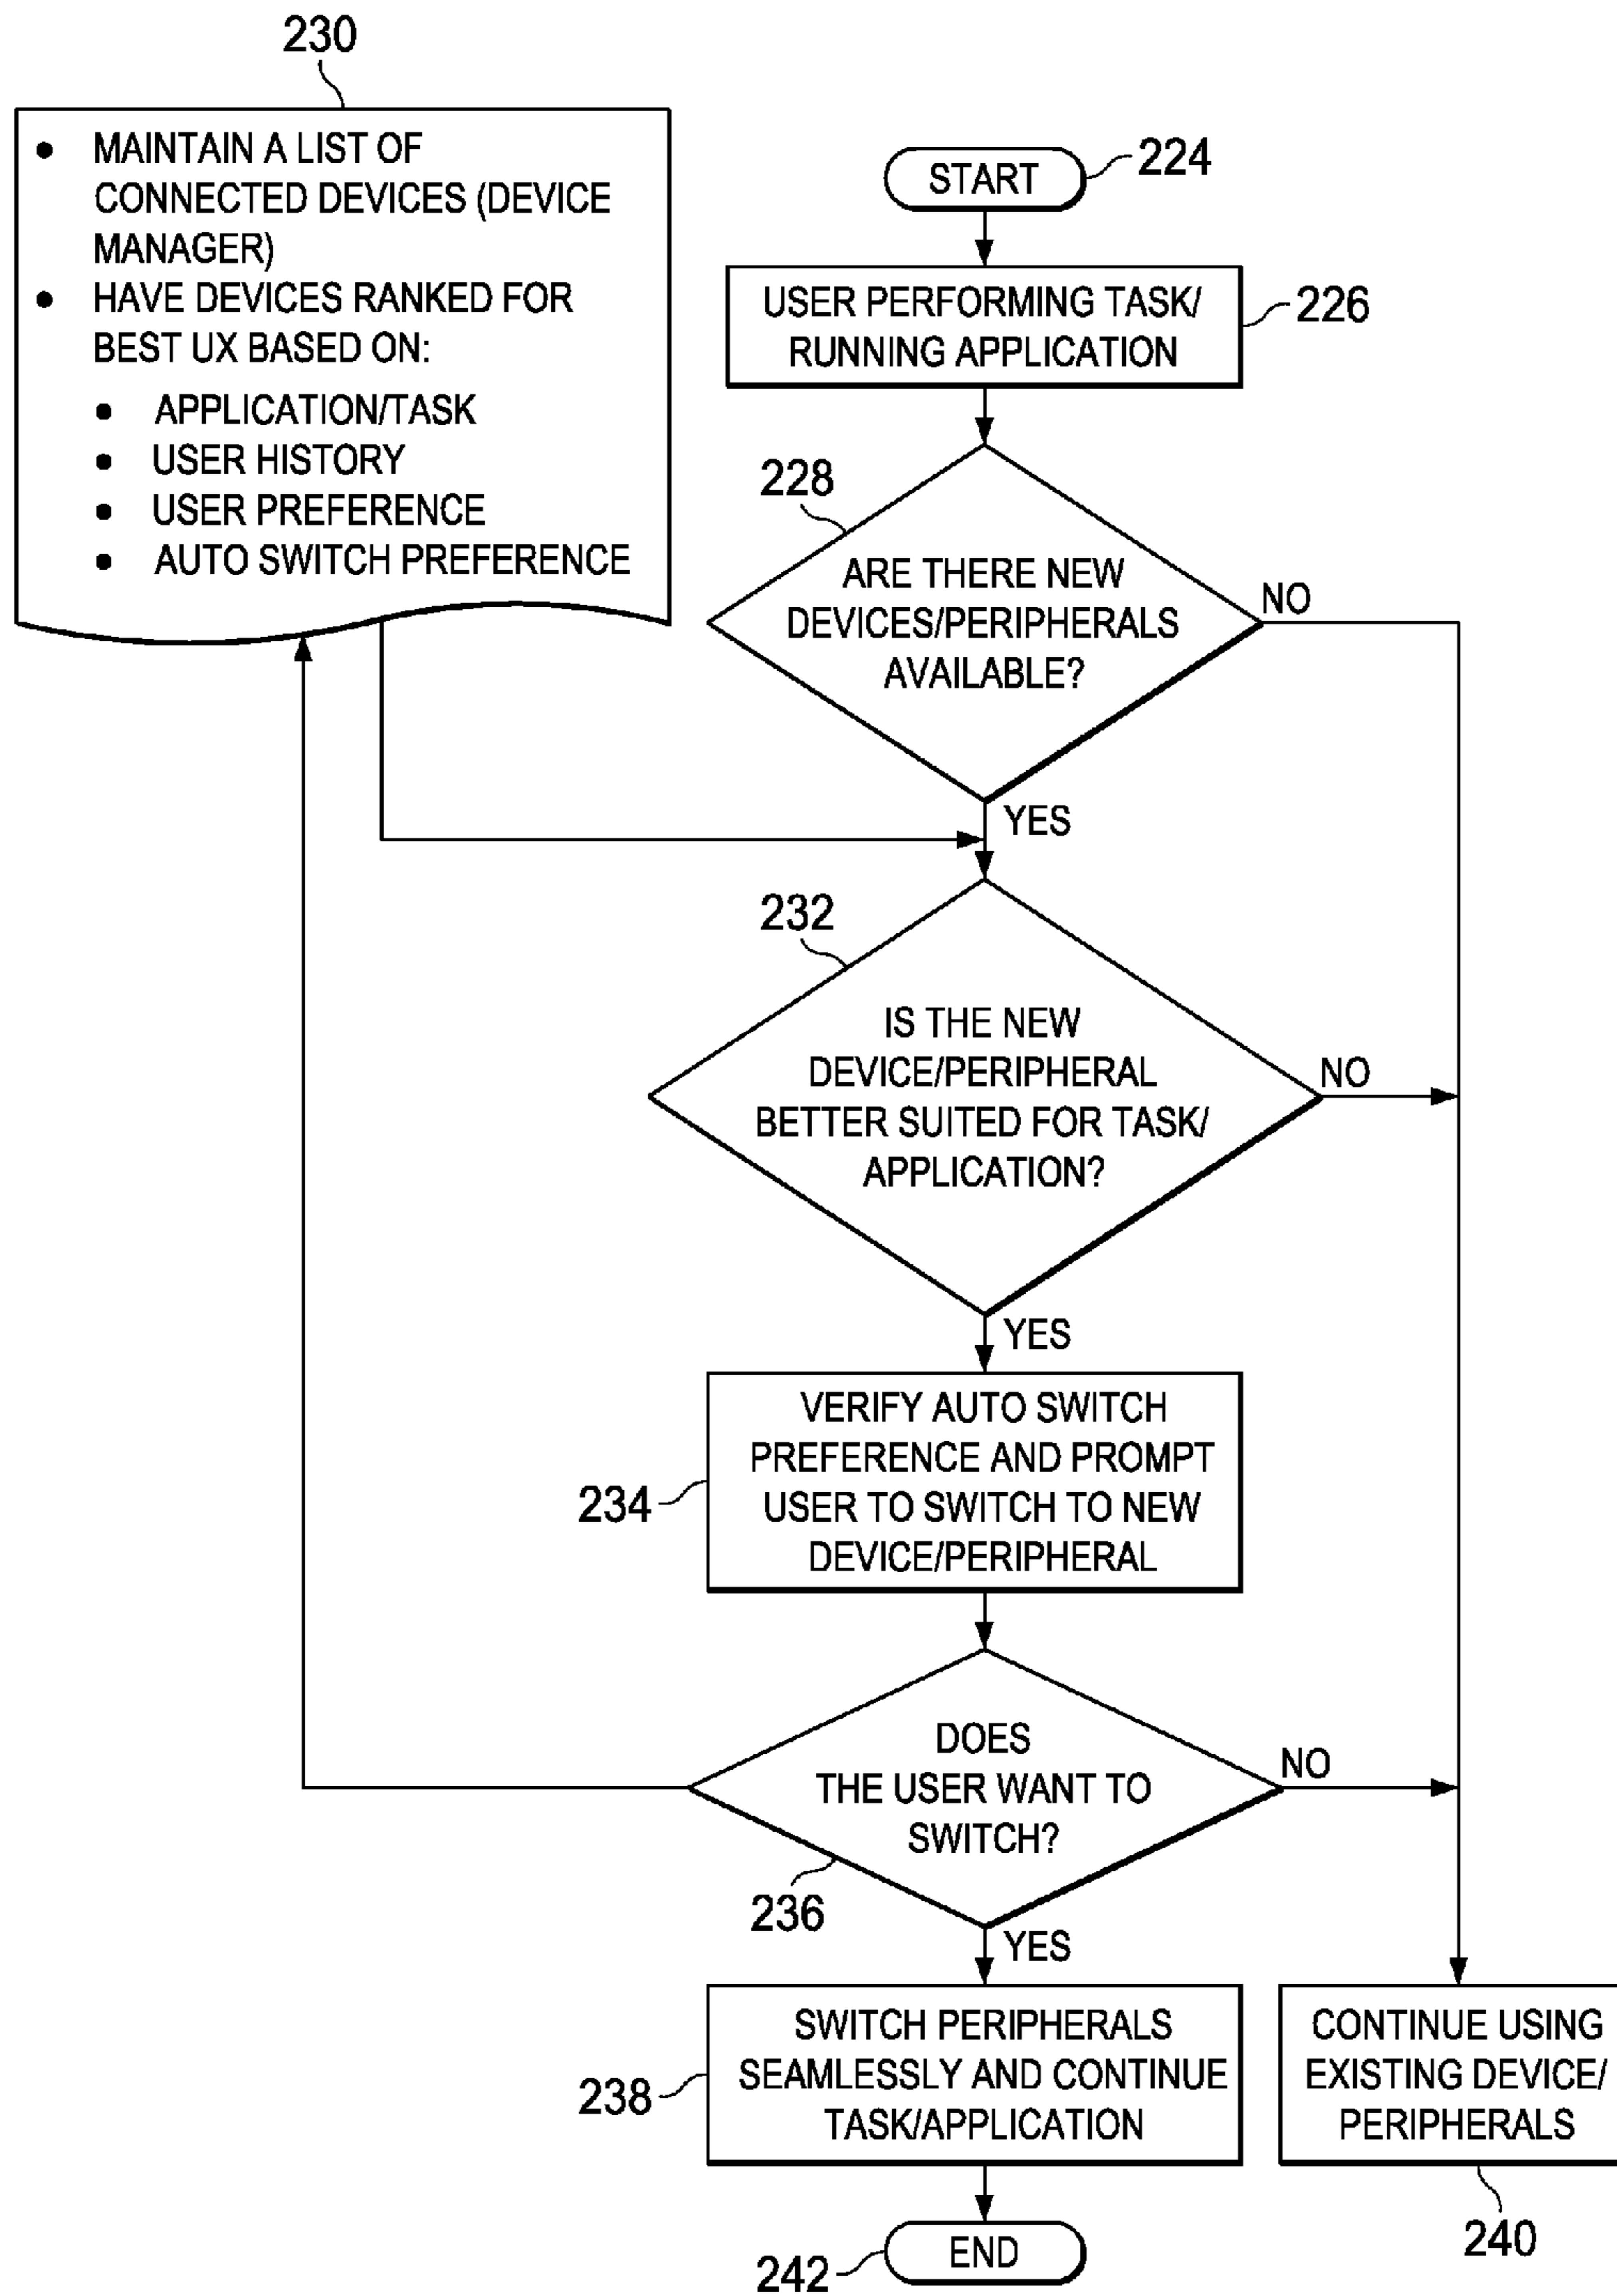 230
• MAINTAIN A LIST OF
CONNECTED DEVICES (DEVICE
MANAGER)
• HAVE DEVICES RANKED FOR
BEST UX BASED ON:
• APPLICATION/TASK
• USER HISTORY
• USER PREFERENCE
• AUTO SWITCH PREFERENCE
START
224
USER PERFORMING TASK/
RUNNING APPLICATION
226
228
ARE THERE NEW
DEVICES/PERIPHERALS
AVAILABLE?
NO
YES
232
IS THE NEW
DEVICE/PERIPHERAL
BETTER SUITED FOR TASK/
APPLICATION?
NO
YES
234
VERIFY AUTO SWITCH
PREFERENCE AND PROMPT
USER TO SWITCH TO NEW
DEVICE/PERIPHERAL
DOES
THE USER WANT TO
SWITCH?
NO
236
YES
238
SWITCH PERIPHERALS
SEAMLESSLY AND CONTINUE
TASK/APPLICATION
CONTINUE USING
EXISTING DEVICE/
PERIPHERALS
240
242
END